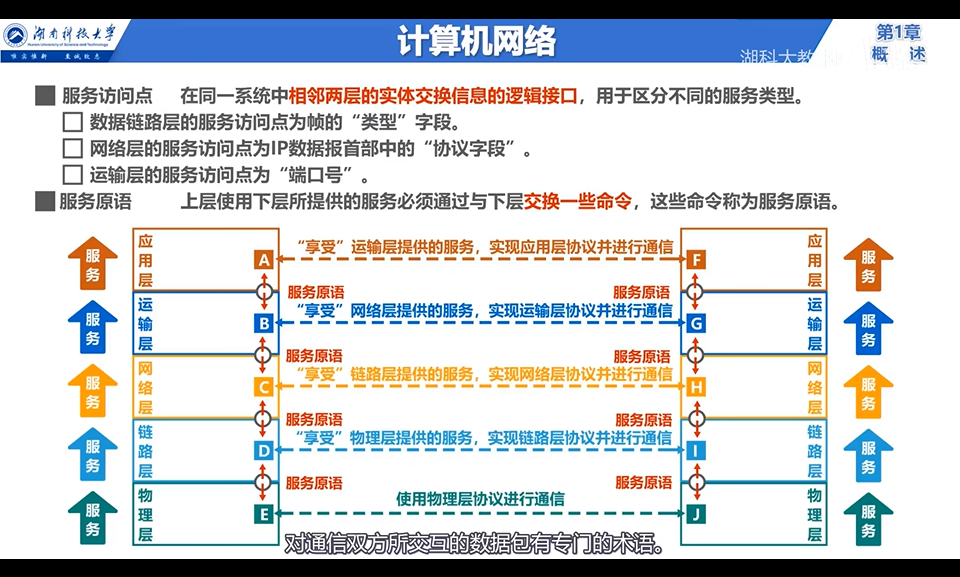 湖南科技大学
Hunan University of Science and Technology
唯实惟新 至诚致志
计算机网络
第1章
概 述
湖科大教
服务访问点 在同一系统中相邻两层的实体交换信息的逻辑接口，用于区分不同的服务类型。
数据链路层的服务访问点为帧的“类型”字段。
网络层的服务访问点为IP数据报首部中的“协议字段”。
运输层的服务访问点为“端口号”。
服务原语 上层使用下层所提供的服务必须通过与下层交换一些命令，这些命令称为服务原语。
服务 应用层 A “享受”运输层提供的服务，实现应用层协议并进行通信 F 应用层 服务
服务原语 服务原语
服务 运输层 B “享受”网络层提供的服务，实现运输层协议并进行通信 G 运输层 服务
服务原语 服务原语
服务 网络层 C “享受”链路层提供的服务，实现网络层协议并进行通信 H 网络层 服务
服务原语 服务原语
服务 链路层 D “享受”物理层提供的服务，实现链路层协议并进行通信 I 链路层 服务
服务原语 服务原语
服务 物理层 E 使用物理层协议进行通信 J 物理层 服务
对通信双方所交互的数据包有专门的术语。